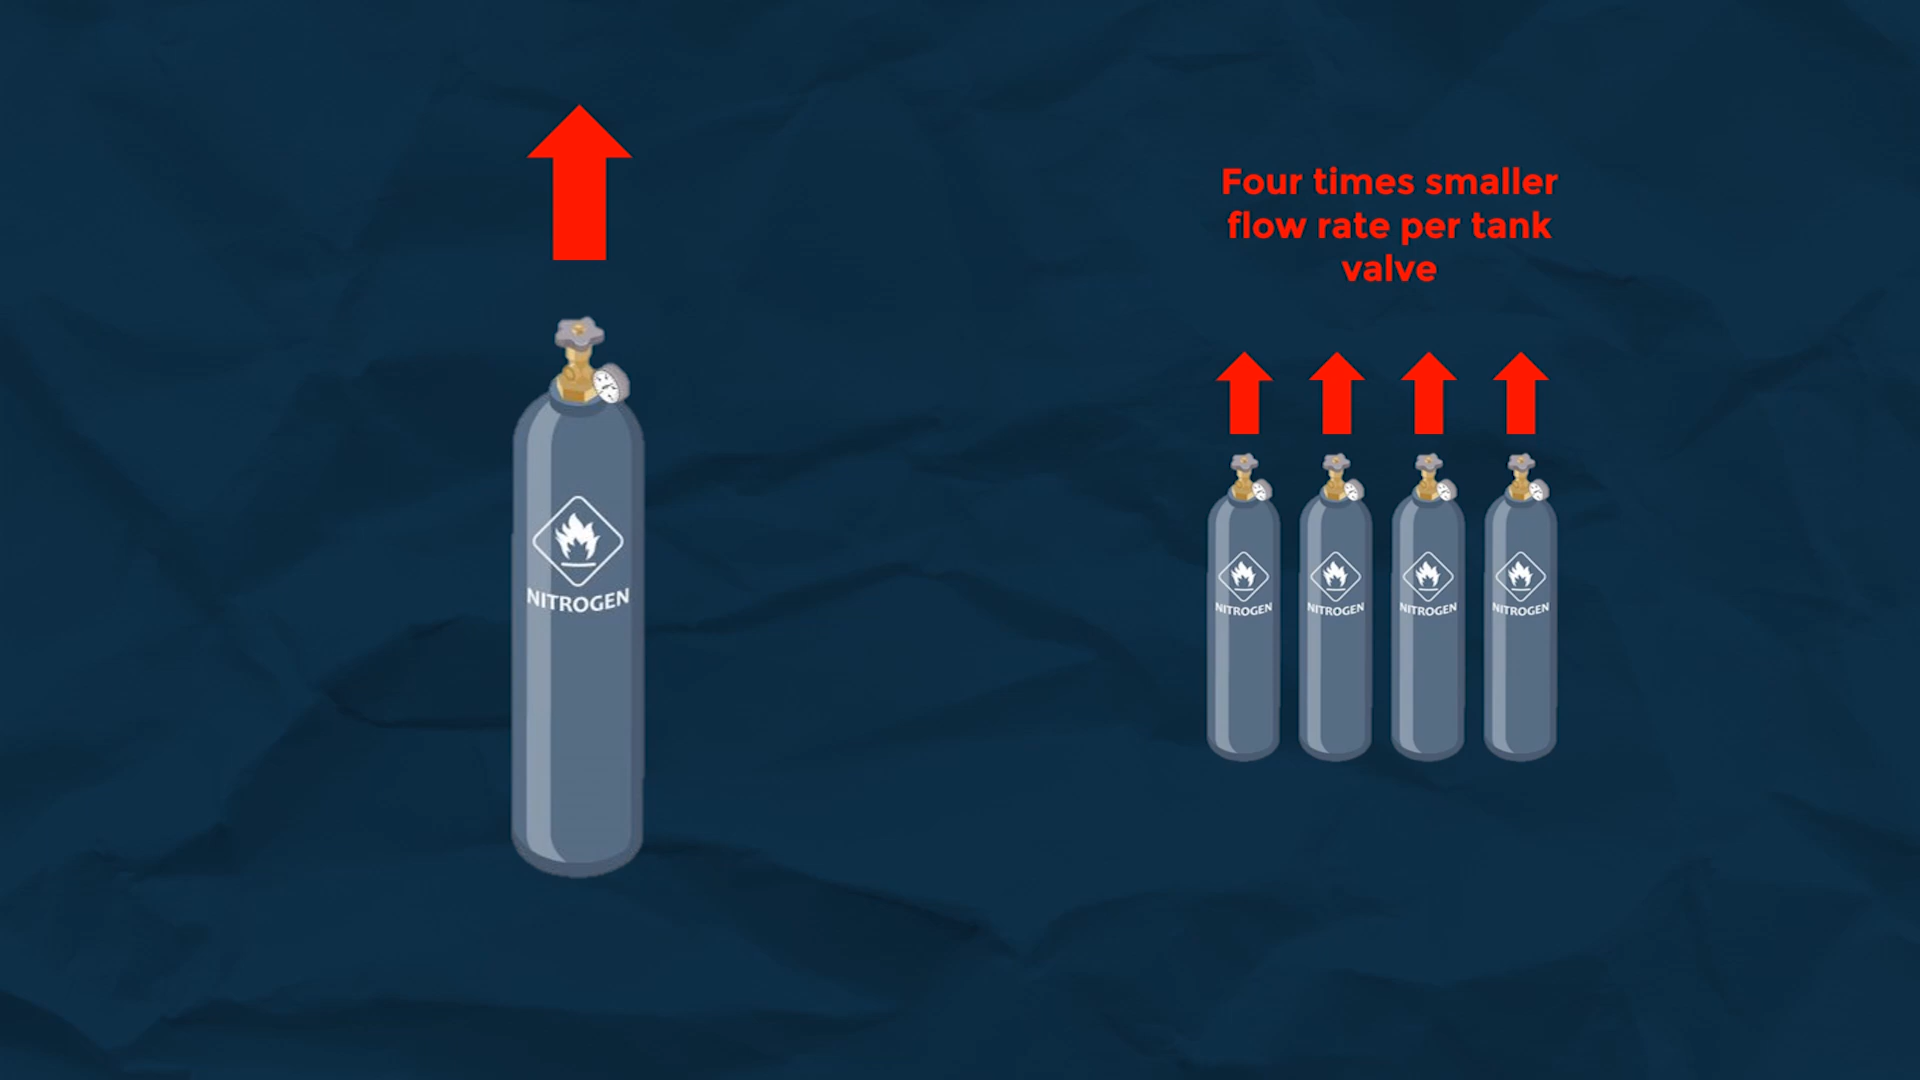 Four times smaller
flow rate per tank
valve
NITROGEN
NITROGEN
NITROGEN
NITROGEN
NITROGEN